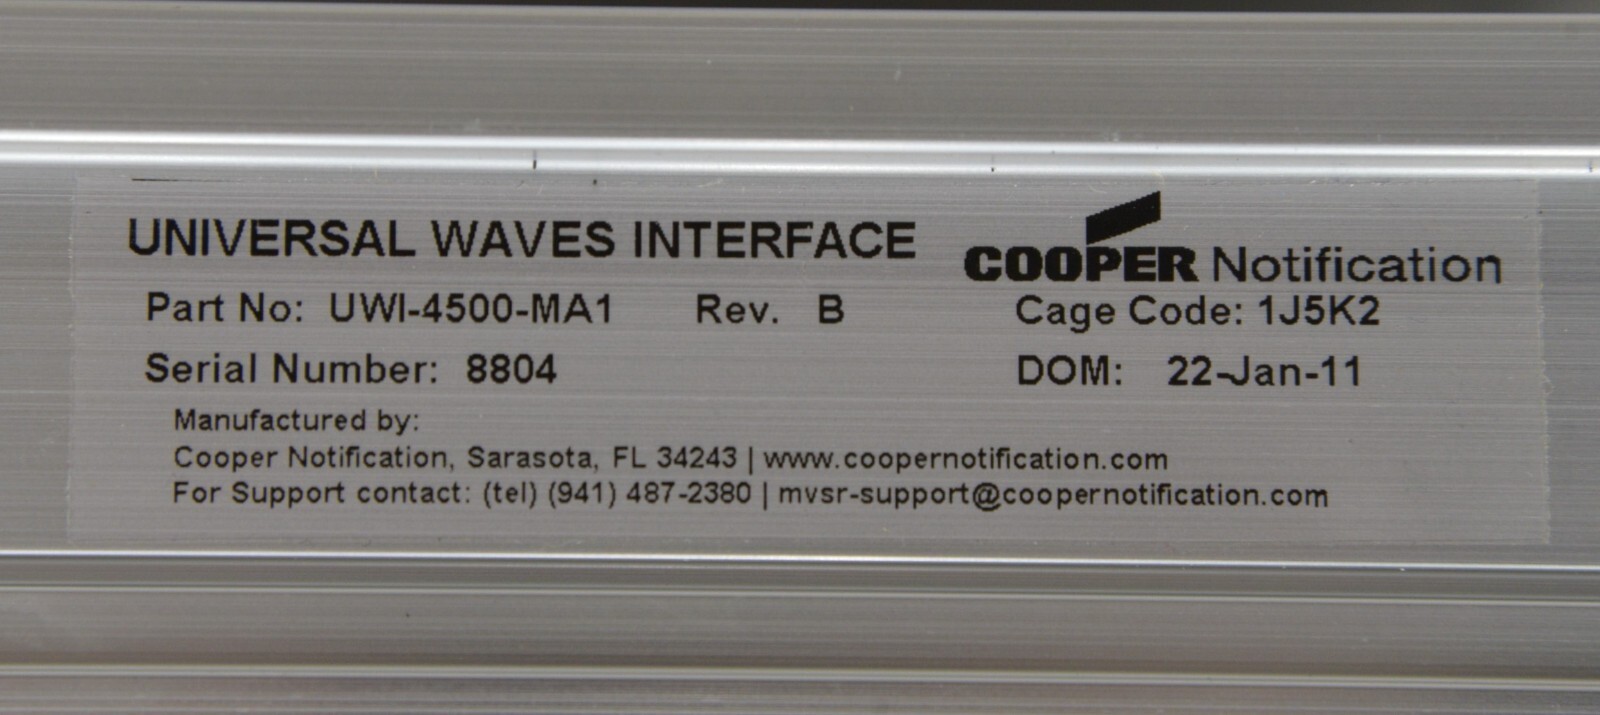 UNIVERSAL WAVES INTERFACE
COOPER Notification
Part No: UWI-4500-MA1 Rev. B
Cage Code: 1J5K2
Serial Number: 8804
DOM: 22-Jan-11
Manufactured by:
Cooper Notification, Sarasota, FL 34243 | www.coopernotification.com
For Support contact: (tel) (941) 487-2380 | mvsr-support@coopernotification.com